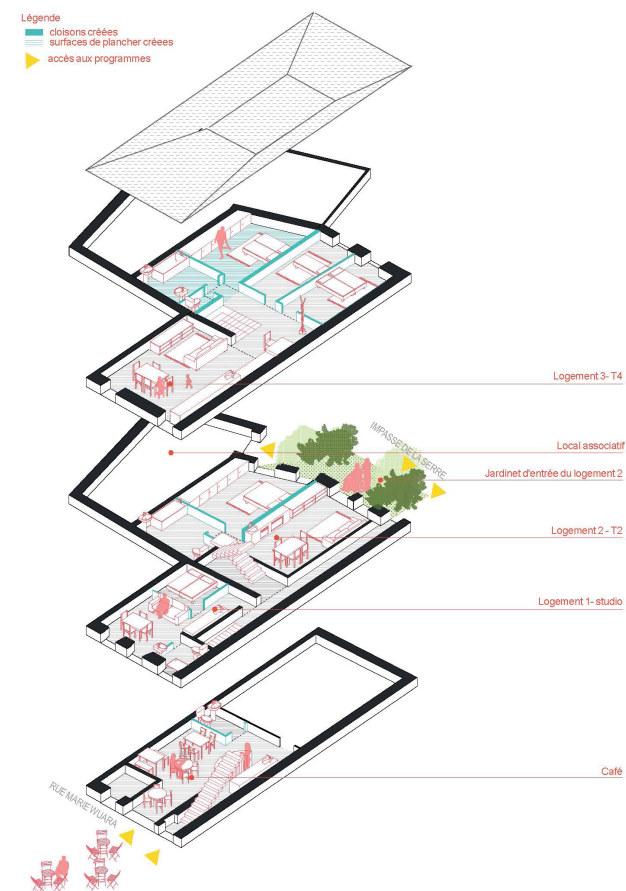 Légende
cloisons créées
surfaces de plancher créees
accès aux programmes
Logement 3- T4
IMPASSE DE LA SERRE
Local associatif
Jardinet d'entrée du logement 2
Logement 2 - T2
Logement 1- studio
Café
RUE MARIE WUARA